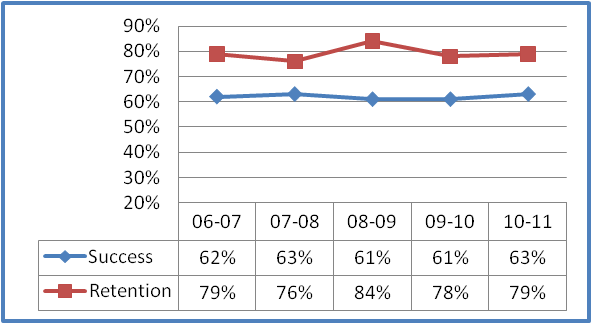 90%
80%
70%
60%
50%
40%
30%
20%
06-07 07-08 08-09 09-10 10-11
Success 62% 63% 61% 61% 63%
Retention 79% 76% 84% 78% 79%